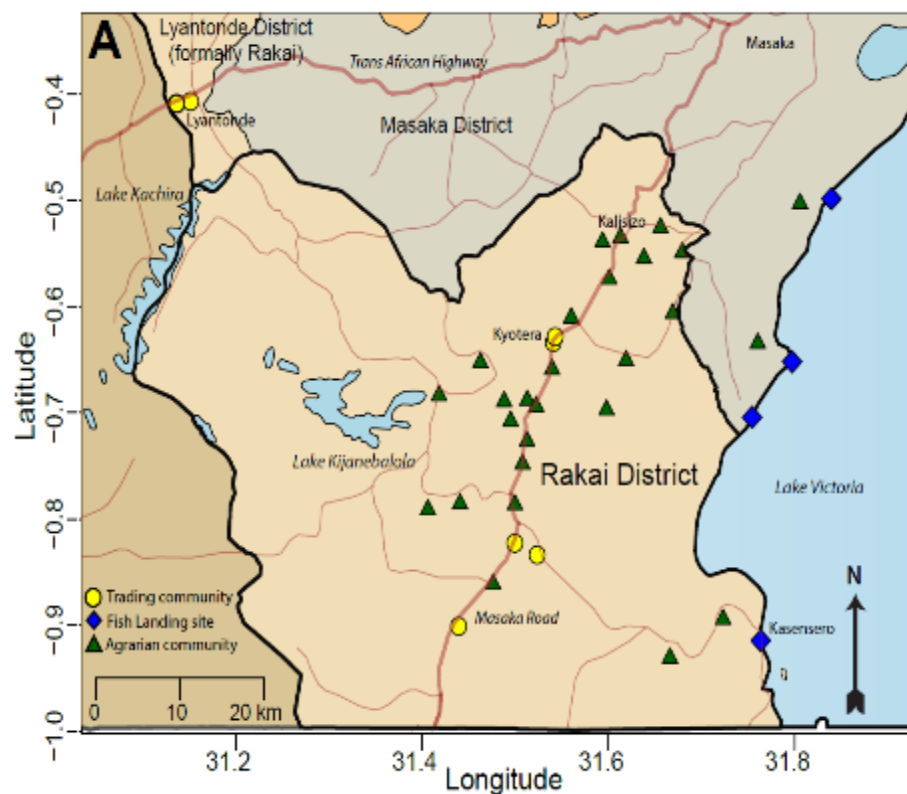 A
Lyantonde District
(formally Rakai)
Trans African Highway
Masaka
Lyantonde
Masaka District
Lake Kachira
Kalisizo
Kyotera
Lake Kijanebalola
Rakai District
Lake Victoria
Trading community
Fish Landing site
Agrarian community
Masaka Road
Kasensero
N
0 10 20 km
−0.4
−0.5
−0.6
−0.7
−0.8
−0.9
−1.0
Latitude
31.2 31.4 31.6 31.8
Longitude